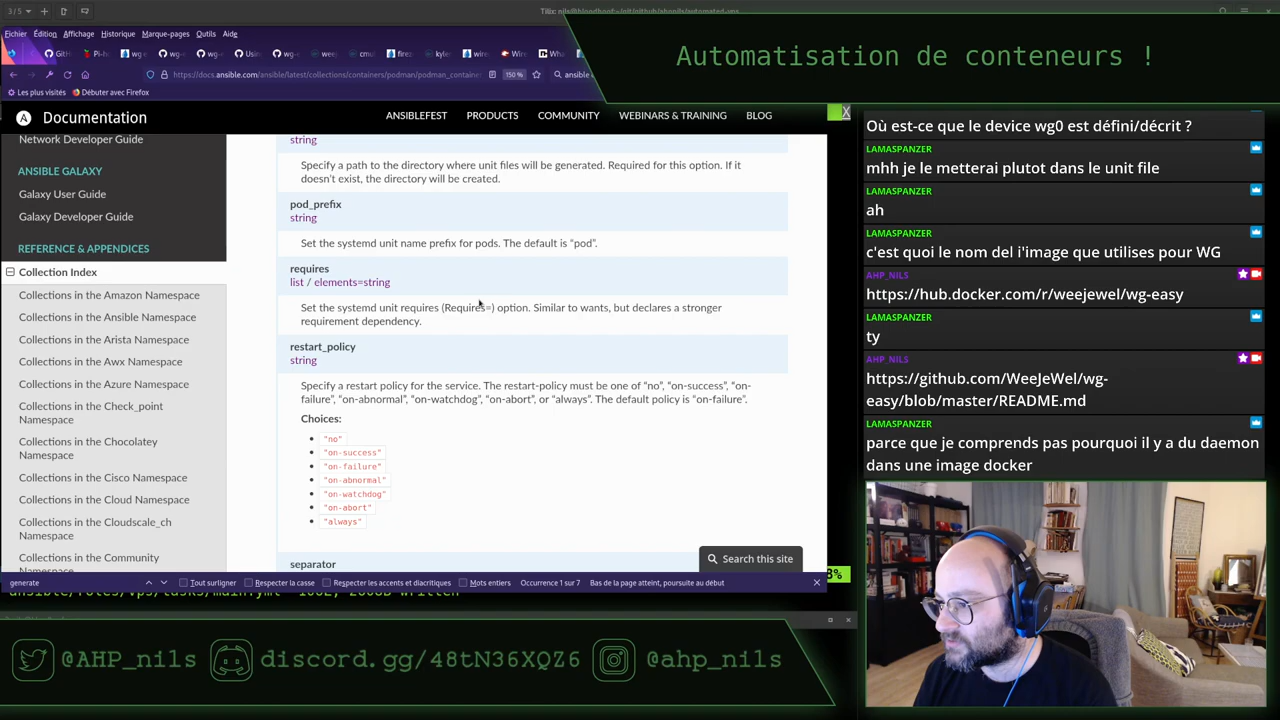 3/5
Tilix: nils@bloodhoof:~/git/github/ahpnils/automated-vps
Automatisation de conteneurs !
Fichier Édition Affichage Historique Marque-pages Outils Aide
https://docs.ansible.com/ansible/latest/collections/containers/podman/podman_containe
150 %
Les plus visités Débuter avec Firefox
Documentation
ANSIBLEFEST PRODUCTS COMMUNITY WEBINARS & TRAINING BLOG
Network Developer Guide
ANSIBLE GALAXY
Galaxy User Guide
Galaxy Developer Guide
REFERENCE & APPENDICES
Collection Index
Collections in the Amazon Namespace
Collections in the Ansible Namespace
Collections in the Arista Namespace
Collections in the Awx Namespace
Collections in the Azure Namespace
Collections in the Check_point
Namespace
Collections in the Chocolatey
Namespace
Collections in the Cisco Namespace
Collections in the Cloud Namespace
Collections in the Cloudscale_ch
Namespace
Collections in the Community
string
Specify a path to the directory where unit files will be generated. Required for this option. If it
doesn't exist, the directory will be created.
pod_prefix
string
Set the systemd unit name prefix for pods. The default is “pod”.
requires
list / elements=string
Set the systemd unit requires (Requires=) option. Similar to wants, but declares a stronger
requirement dependency.
restart_policy
string
Specify a restart policy for the service. The restart-policy must be one of “no”, “on-success”, “on-
failure”, “on-abnormal”, “on-watchdog”, “on-abort”, or “always”. The default policy is “on-failure”.
Choices:
"no"
"on-success"
"on-failure"
"on-abnormal"
"on-watchdog"
"on-abort"
"always"
separator
Search this site
generate
Tout surligner Respecter la casse Respecter les accents et diacritiques Mots entiers Occurrence 1 sur 7 Bas de la page atteint, poursuite au début
Où est-ce que le device wg0 est défini/décrit ?
LAMASPANZER
mhh je le metterai plutot dans le unit file
LAMASPANZER
ah
LAMASPANZER
c'est quoi le nom del i'image que utilises pour WG
AHP_NILS
https://hub.docker.com/r/weejewel/wg-easy
LAMASPANZER
ty
AHP_NILS
https://github.com/WeeJeWel/wg-
easy/blob/master/README.md
LAMASPANZER
parce que je comprends pas pourquoi il y a du daemon
dans une image docker
@AHP_nils
discord.gg/48tN36XQZ6
@ahp_nils